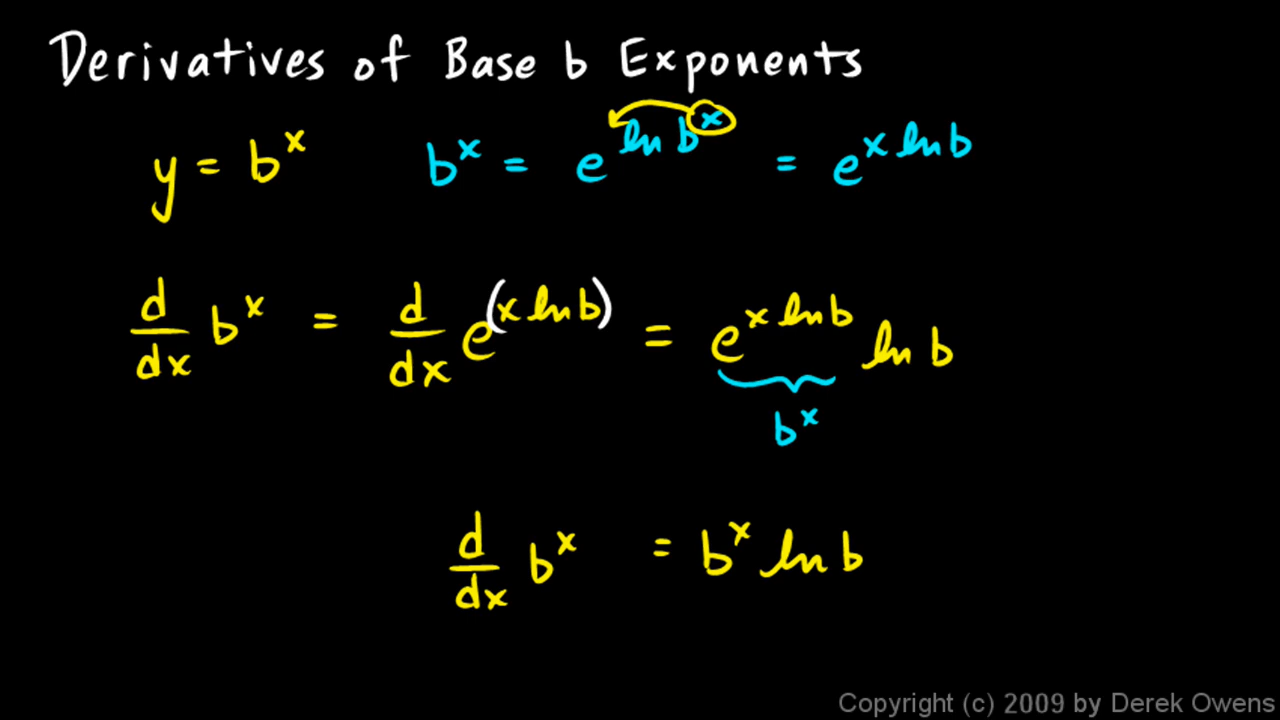 Derivatives of Base b Exponents
y = b^x b^x = e^{ln b^x} = e^{x ln b}
d/dx b^x = d/dx e^{(x ln b)} = e^{x ln b} ln b
b^x
d/dx b^x = b^x ln b
Copyright (c) 2009 by Derek Owens